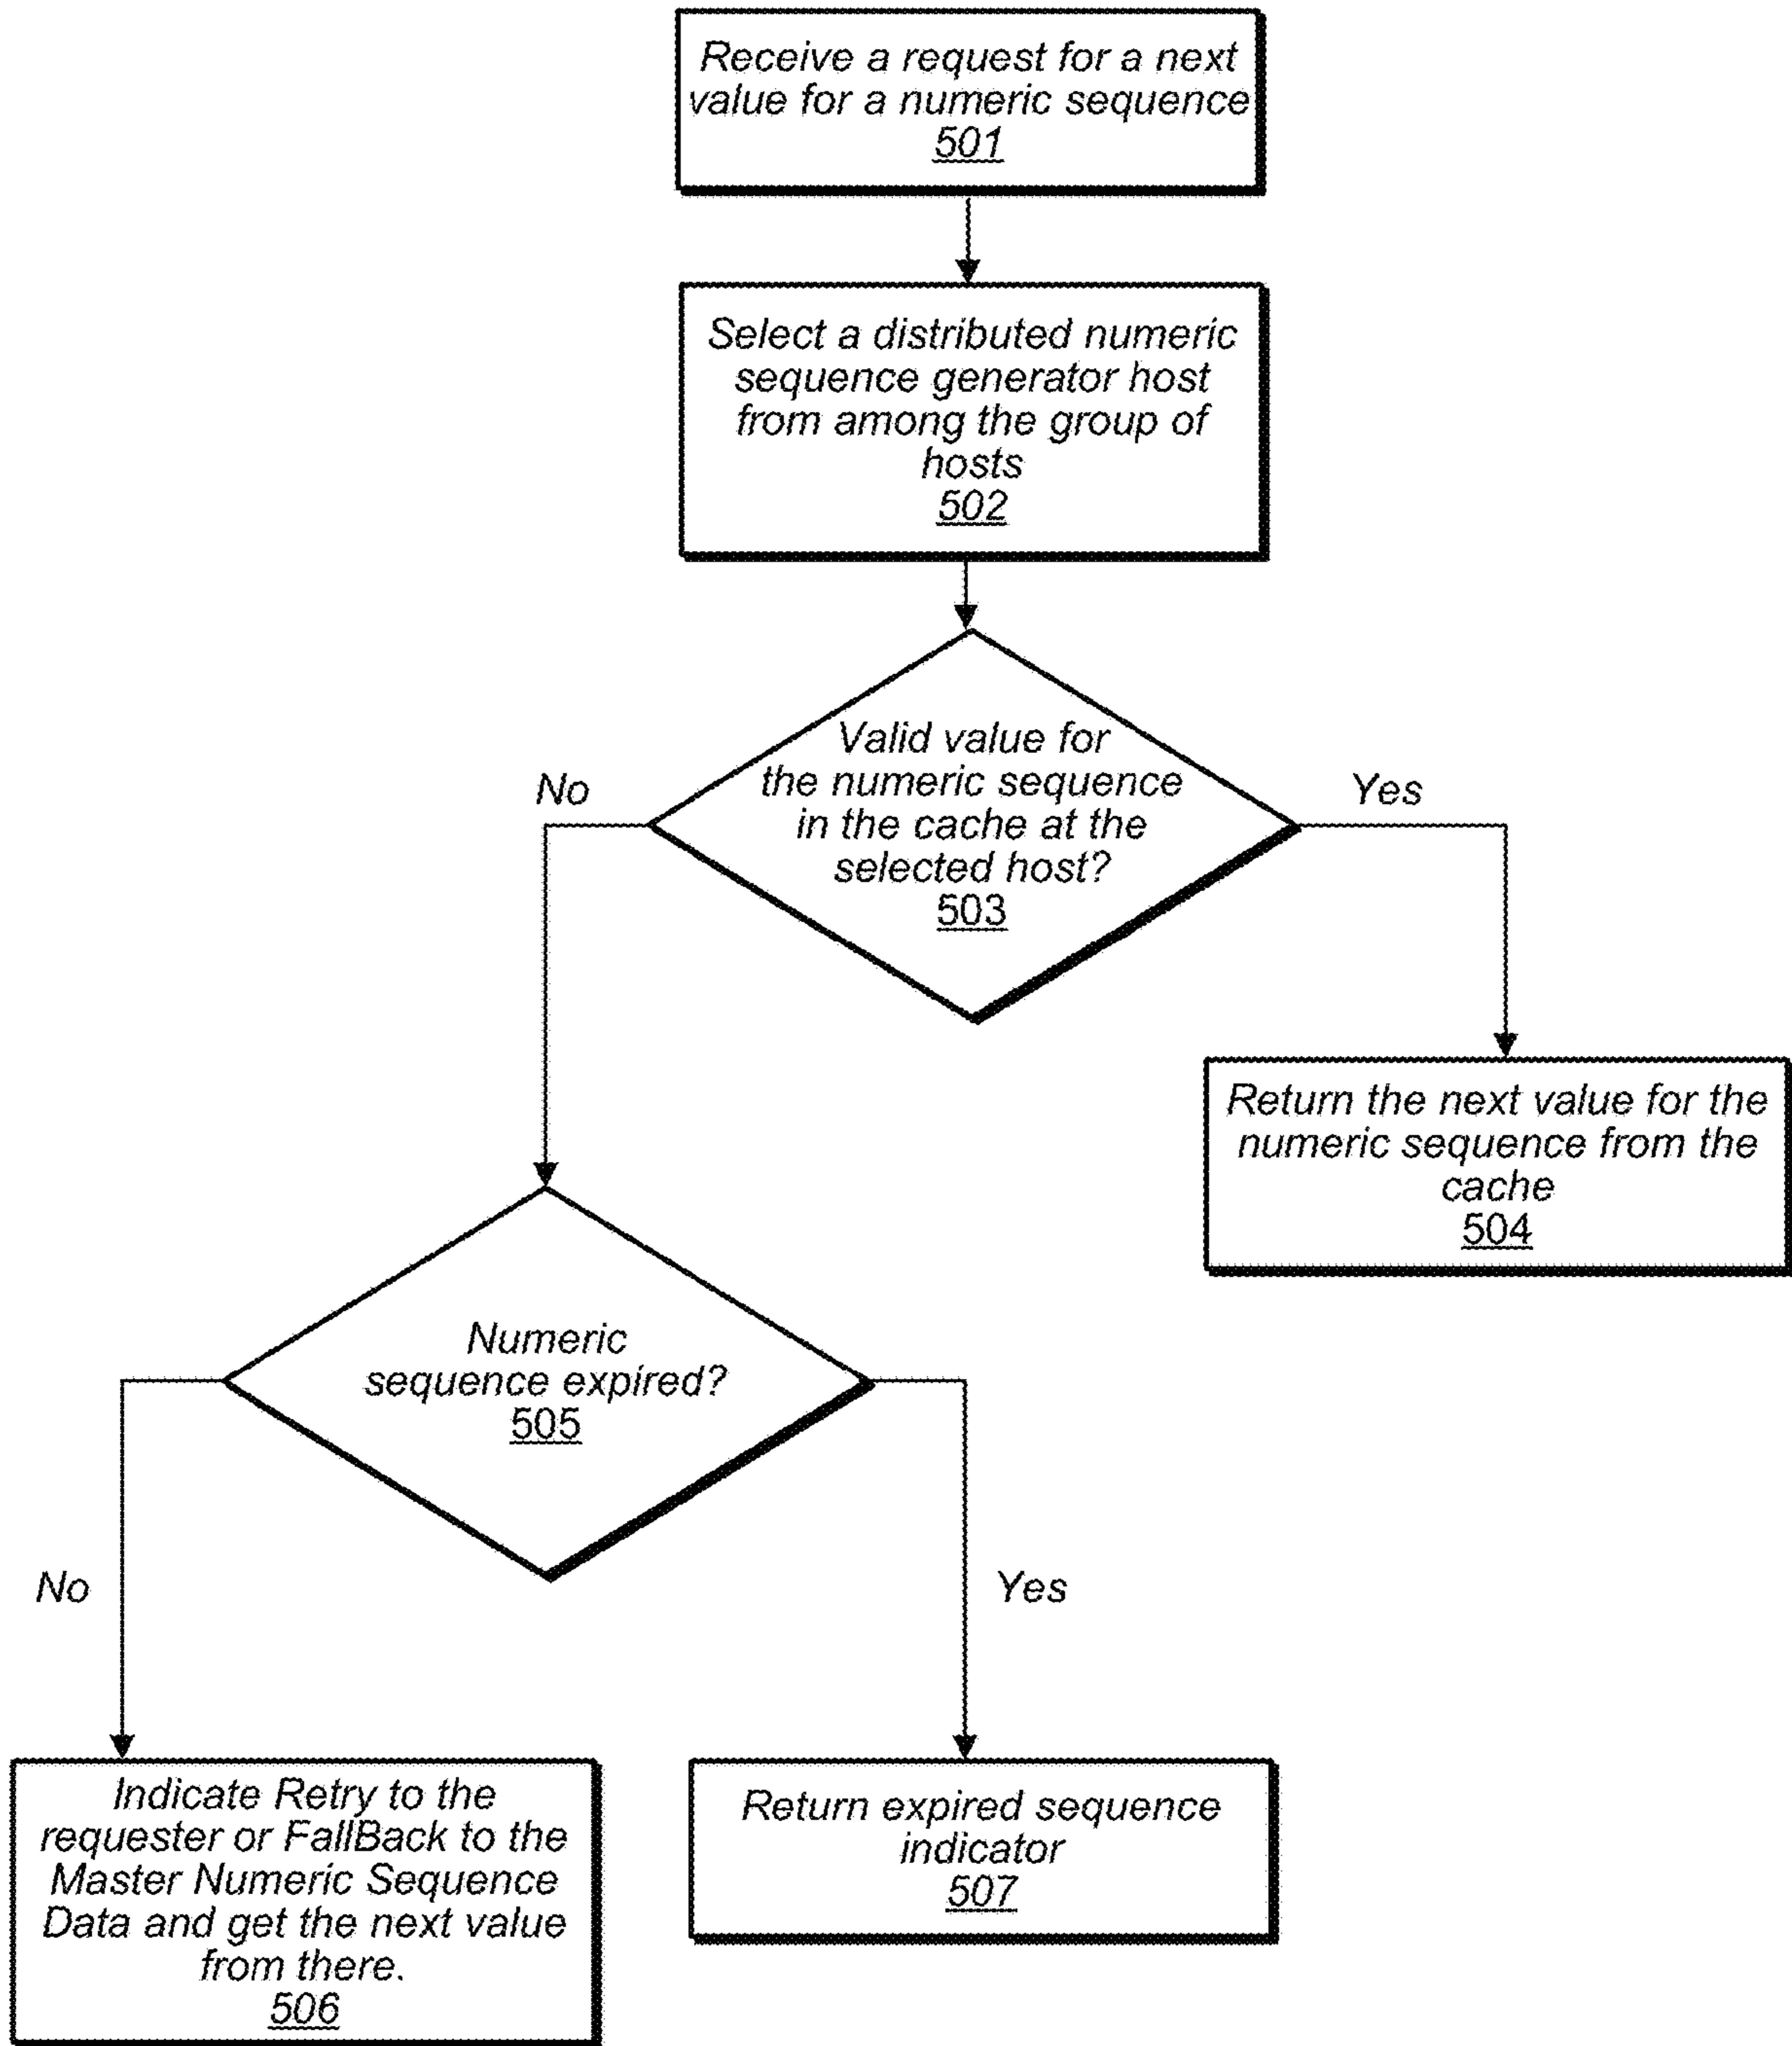 Receive a request for a next
value for a numeric sequence
501
Select a distributed numeric
sequence generator host
from among the group of
hosts
502
Valid value for
the numeric sequence
in the cache at the
selected host?
503
No
Yes
Return the next value for the
numeric sequence from the
cache
504
Numeric
sequence expired?
505
No
Yes
Indicate Retry to the
requester or FallBack to the
Master Numeric Sequence
Data and get the next value
from there.
506
Return expired sequence
indicator
507